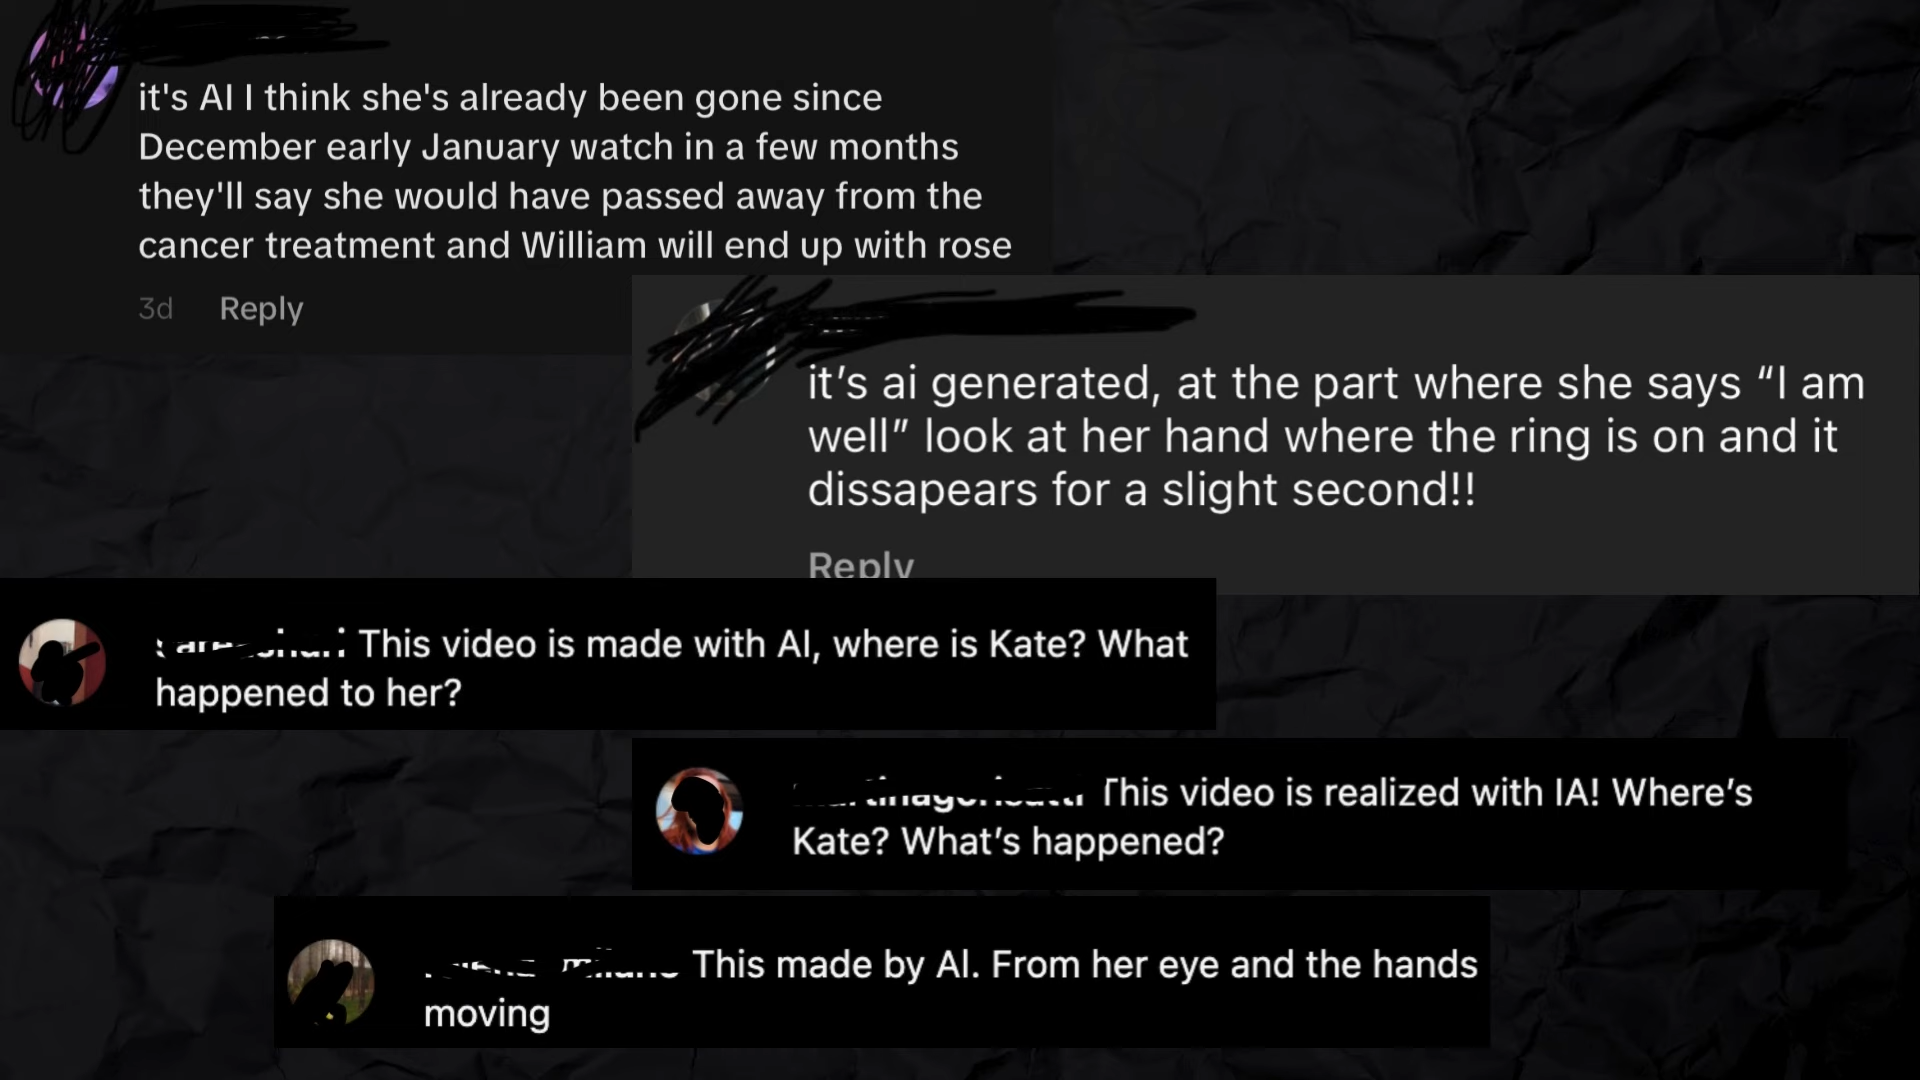 it's AI I think she's already been gone since
December early January watch in a few months
they'll say she would have passed away from the
cancer treatment and William will end up with rose
3d Reply
it's ai generated, at the part where she says “I am
well” look at her hand where the ring is on and it
dissapears for a slight second!!
Reply
This video is made with AI, where is Kate? What
happened to her?
This video is realized with IA! Where's
Kate? What's happened?
This made by AI. From her eye and the hands
moving